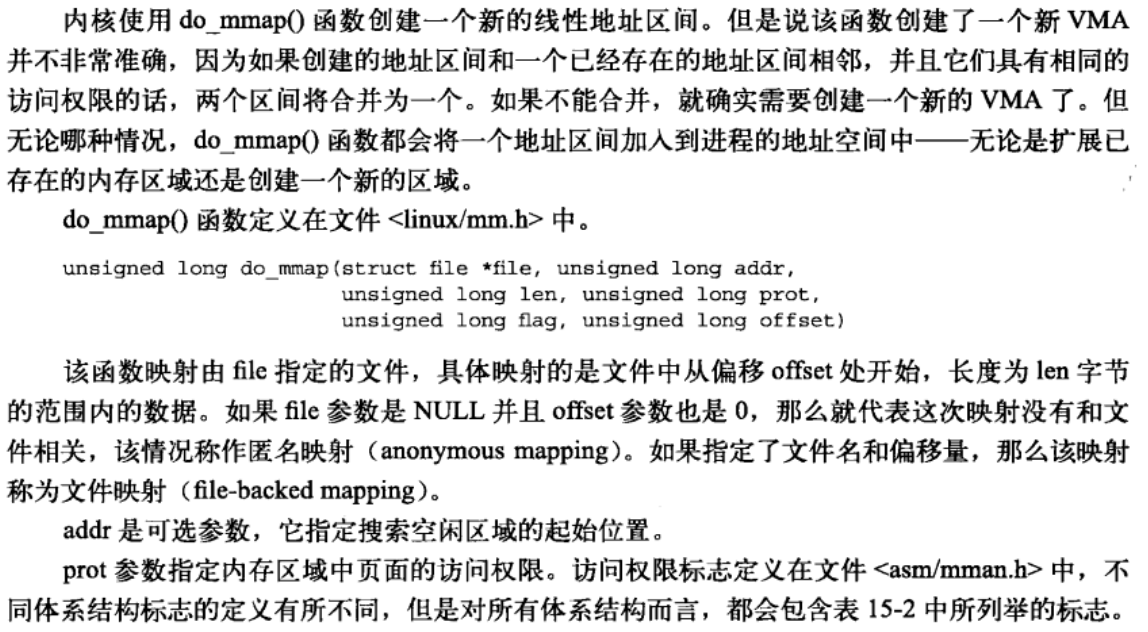 内核使用 do_mmap() 函数创建一个新的线性地址区间。但是说该函数创建了一个新 VMA
并不非常准确，因为如果创建的地址区间和一个已经存在的地址区间相邻，并且它们具有相同的
访问权限的话，两个区间将合并为一个。如果不能合并，就确实需要创建一个新的 VMA 了。但
无论哪种情况，do_mmap() 函数都会将一个地址区间加入到进程的地址空间中——无论是扩展已
存在的内存区域还是创建一个新的区域。
do_mmap() 函数定义在文件 <linux/mm.h> 中。
unsigned long do_mmap(struct file *file, unsigned long addr,
unsigned long len, unsigned long prot,
unsigned long flag, unsigned long offset)
该函数映射由 file 指定的文件，具体映射的是文件中从偏移 offset 处开始，长度为 len 字节
的范围内的数据。如果 file 参数是 NULL 并且 offset 参数也是 0，那么就代表这次映射没有和文
件相关，该情况称作匿名映射（anonymous mapping）。如果指定了文件名和偏移量，那么该映射
称为文件映射（file-backed mapping）。
addr 是可选参数，它指定搜索空闲区域的起始位置。
prot 参数指定内存区域中页面的访问权限。访问权限标志定义在文件 <asm/mman.h> 中，不
同体系结构标志的定义有所不同，但是对所有体系结构而言，都会包含表 15-2 中所列举的标志。